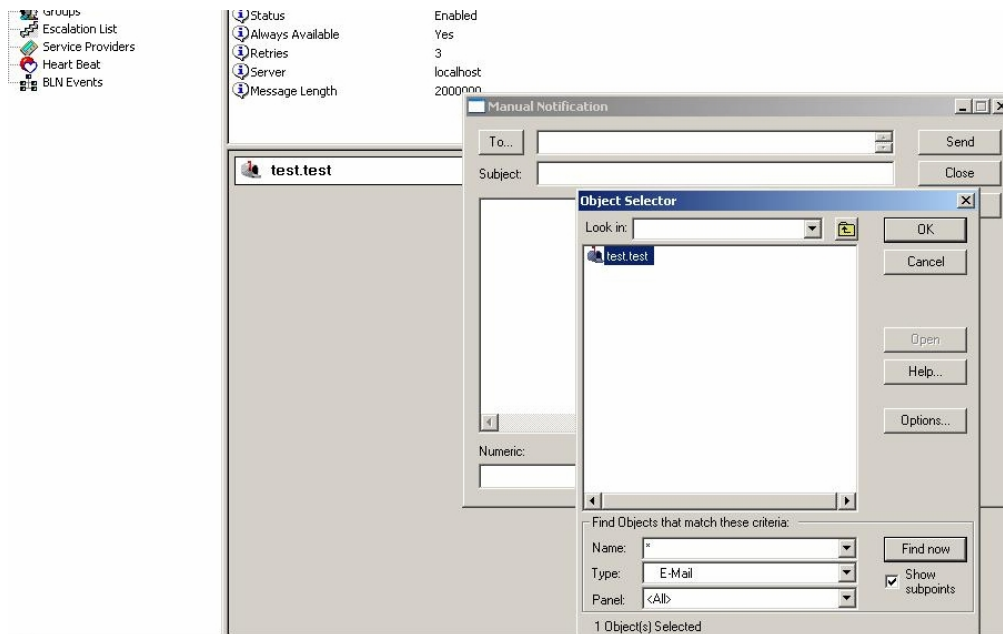 Groups
Escalation List
Service Providers
Heart Beat
BLN Events
Status Enabled
Always Available Yes
Retries 3
Server localhost
Message Length 2000000
test.test
Manual Notification
To...
Send
Subject:
Close
Numeric:
Object Selector
Look in:
OK
test.test
Cancel
Open
Help...
Options...
Find Objects that match these criteria:
Name: *
Find now
Type: E-Mail
Show subpoints
Panel: <All>
1 Object(s) Selected